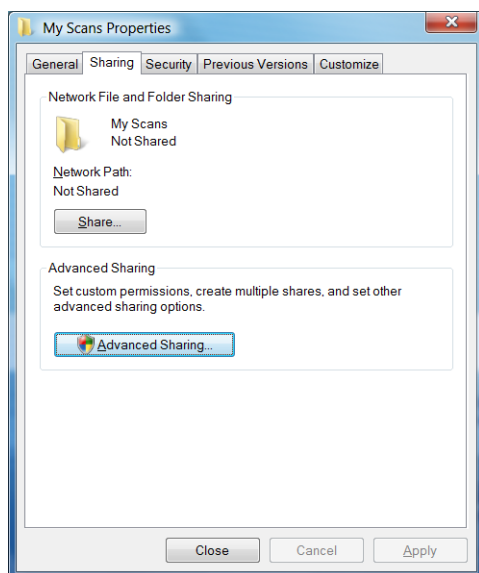 My Scans Properties
General Sharing Security Previous Versions Customize
Network File and Folder Sharing
My Scans
Not Shared
Network Path:
Not Shared
Share...
Advanced Sharing
Set custom permissions, create multiple shares, and set other
advanced sharing options.
Advanced Sharing...
Close Cancel Apply